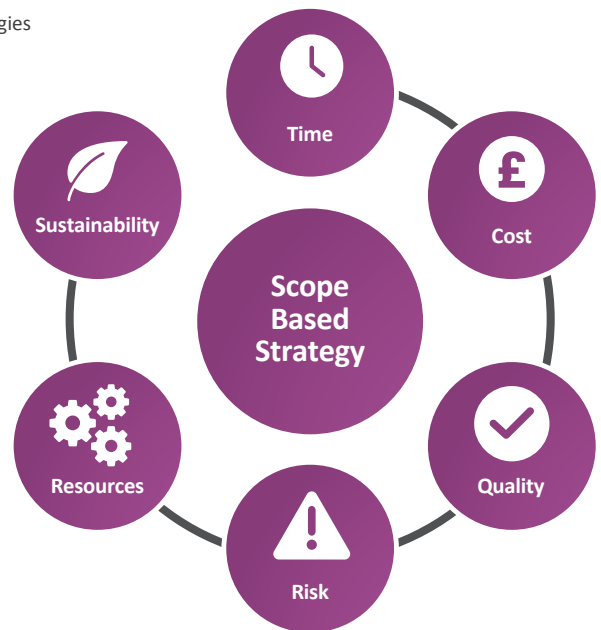 gies
Time
£
Cost
Sustainability
Scope
Based
Strategy
Resources
Quality
Risk